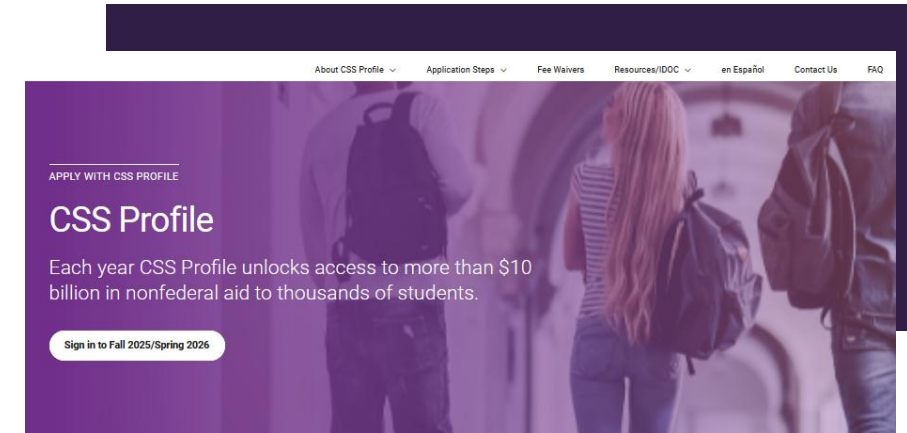 About CSS Profile Application Steps Fee Waivers Resources/IDOC en Español Contact Us FAQ
APPLY WITH CSS PROFILE
CSS Profile
Each year CSS Profile unlocks access to more than $10
billion in nonfederal aid to thousands of students.
Sign in to Fall 2025/Spring 2026